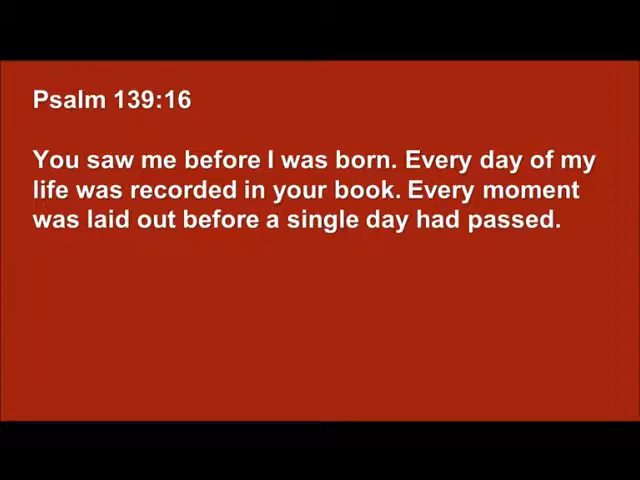 Psalm 139:16
You saw me before I was born. Every day of my
life was recorded in your book. Every moment
was laid out before a single day had passed.